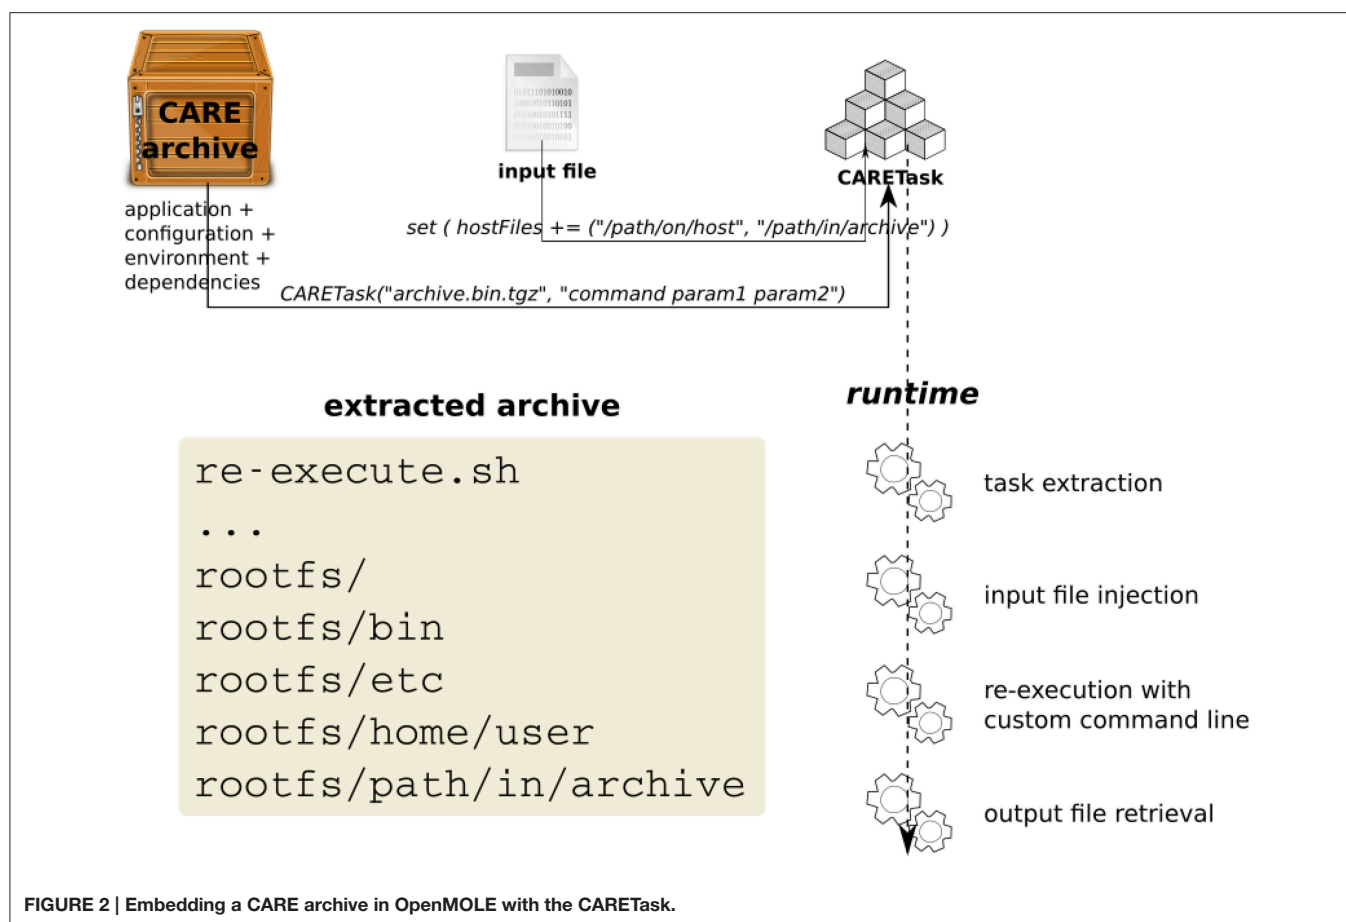 CARE
archive
input file
CARETask
application +
configuration +
environment +
dependencies
set ( hostFiles += ("/path/on/host", "/path/in/archive") )
CARETask("archive.bin.tgz", "command param1 param2")
extracted archive
re-execute.sh
...
rootfs/
rootfs/bin
rootfs/etc
rootfs/home/user
rootfs/path/in/archive
runtime
task extraction
input file injection
re-execution with
custom command line
output file retrieval
FIGURE 2 | Embedding a CARE archive in OpenMOLE with the CARETask.